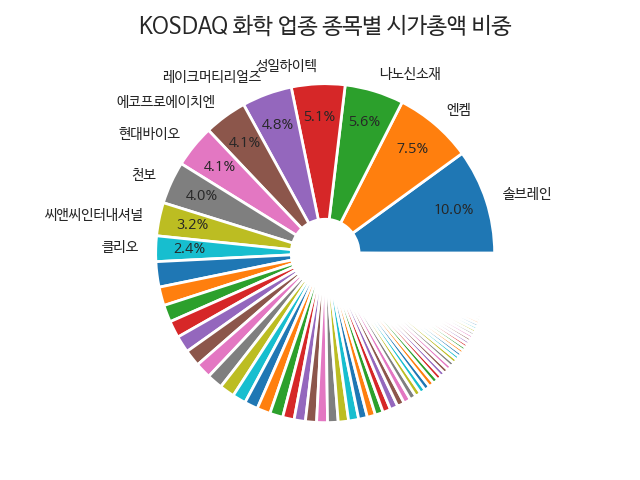 KOSDAQ 화학 업종 종목별 시가총액 비중
솔브레인
10.0%
엔켐
7.5%
나노신소재
5.6%
성일하이텍
5.1%
레이크머티리얼즈
4.8%
에코프로에이치엔
4.1%
현대바이오
4.1%
천보
4.0%
씨앤씨인터내셔널
3.2%
클리오
2.4%